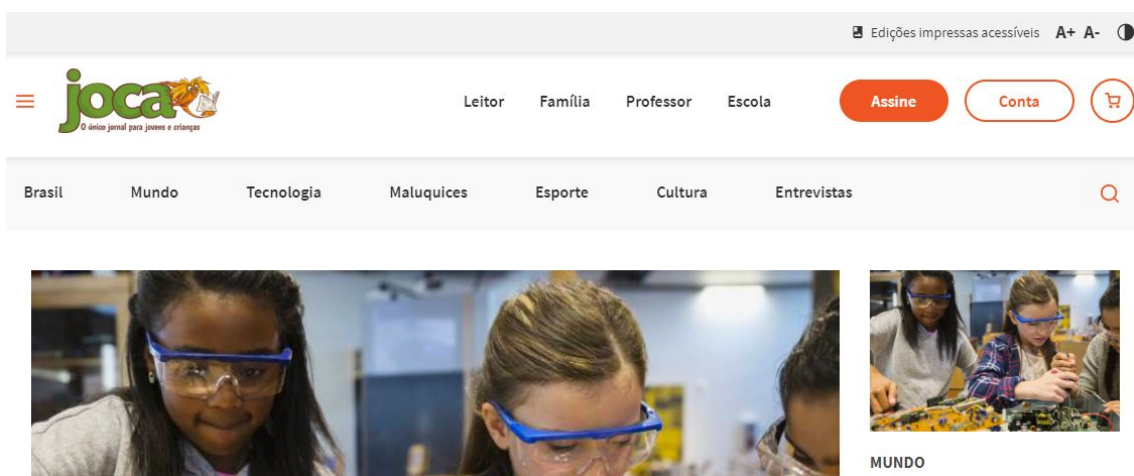 Edições impressas acessíveis A+ A-
joca
O único jornal para jovens e crianças
Leitor Família Professor Escola Assine Conta
Brasil Mundo Tecnologia Maluquices Esporte Cultura Entrevistas
MUNDO